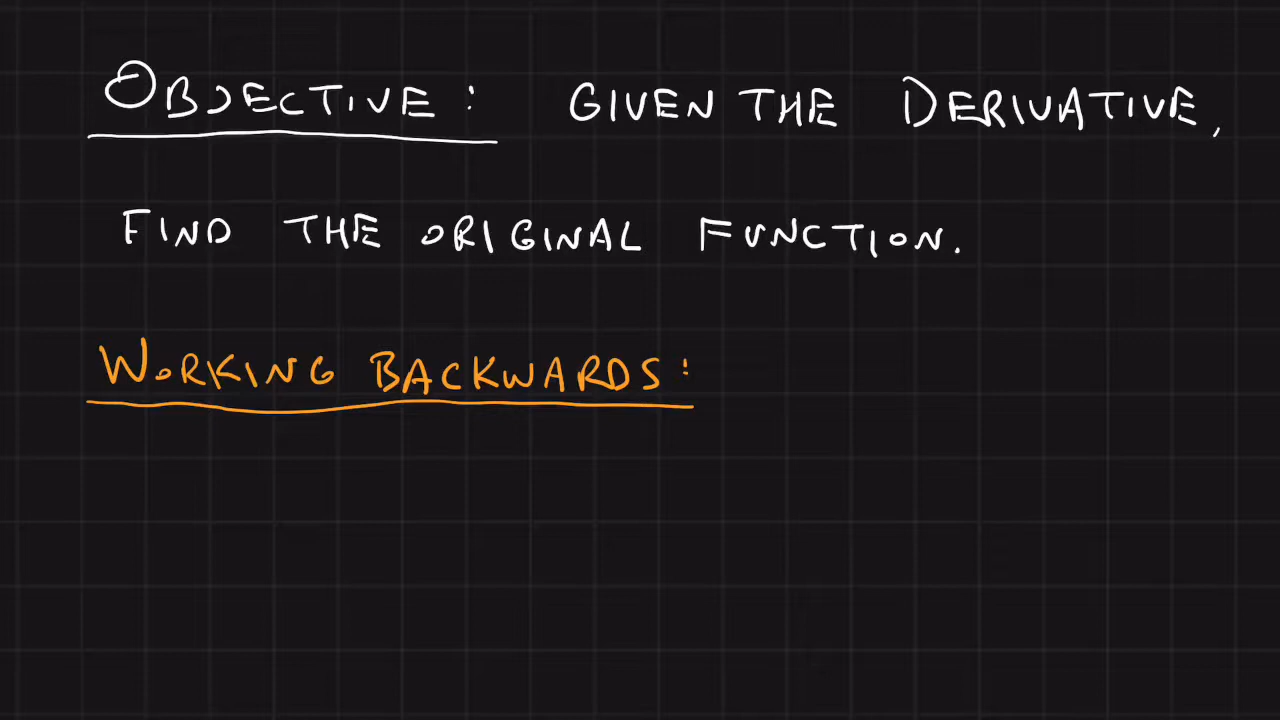 OBJECTIVE: GIVEN THE DERIVATIVE,
FIND THE ORIGINAL FUNCTION.
WORKING BACKWARDS: